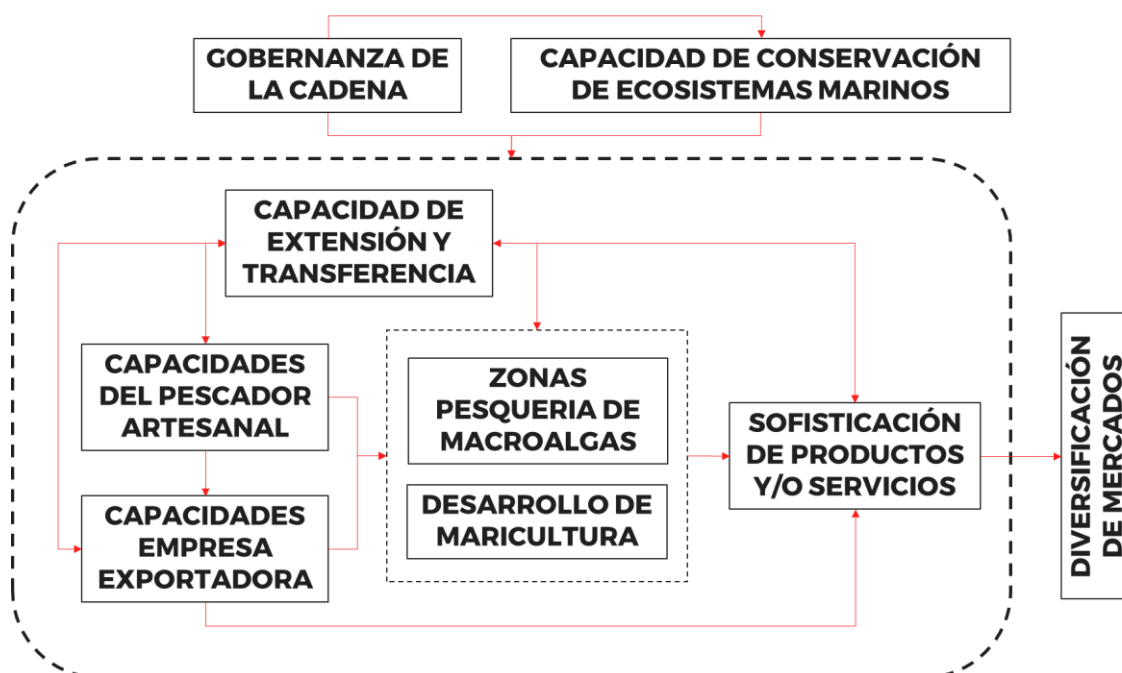 GOBERNANZA DE
LA CADENA
CAPACIDAD DE CONSERVACIÓN
DE ECOSISTEMAS MARINOS
CAPACIDAD DE
EXTENSIÓN Y
TRANSFERENCIA
CAPACIDADES
DEL PESCADOR
ARTESANAL
CAPACIDADES
EMPRESA
EXPORTADORA
ZONAS
PESQUERIA DE
MACROALGAS
DESARROLLO DE
MARICULTURA
SOFISTICACIÓN
DE PRODUCTOS
Y/O SERVICIOS
DIVERSIFICACIÓN
DE MERCADOS